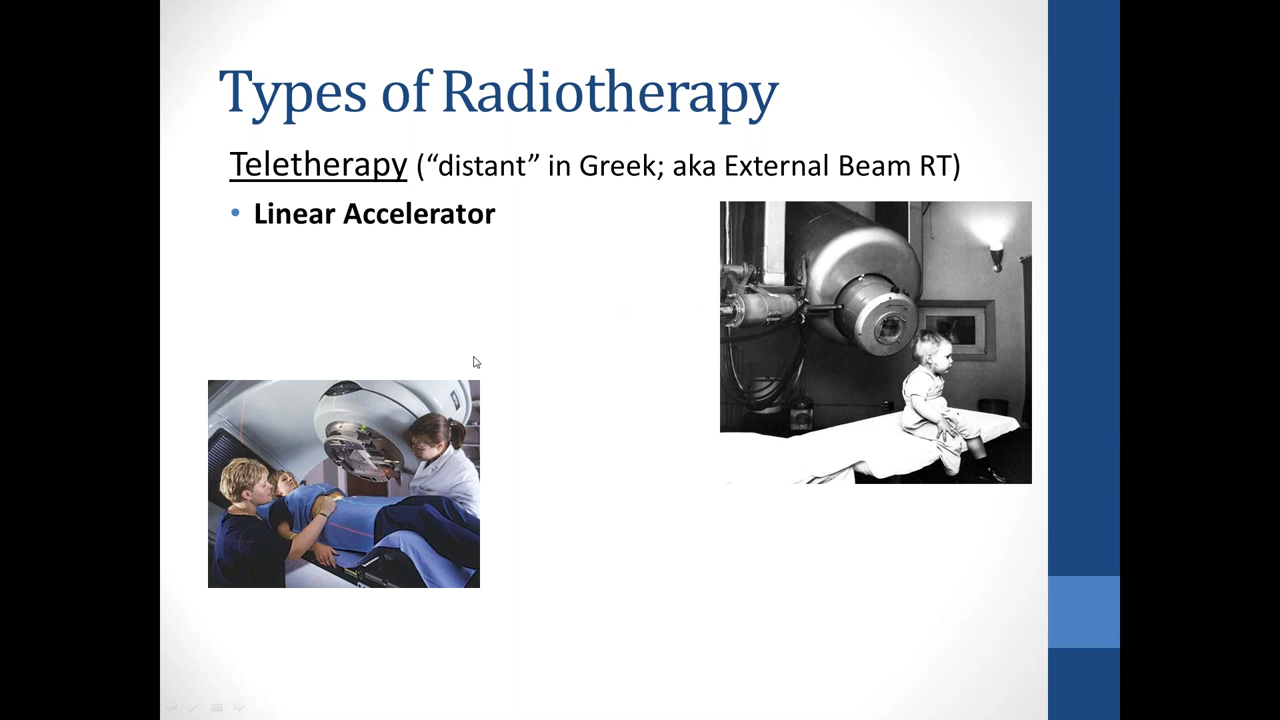 Types of Radiotherapy
Teletherapy (“distant” in Greek; aka External Beam RT)
• Linear Accelerator